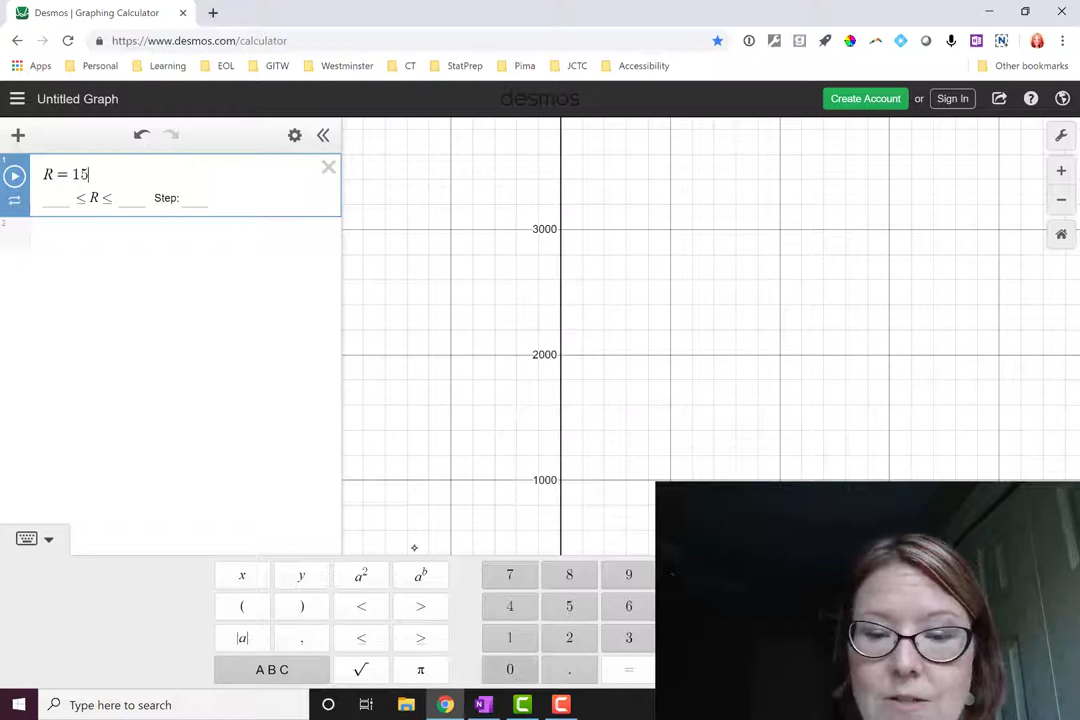 Desmos | Graphing Calculator
https://www.desmos.com/calculator
Apps Personal Learning EOL GITW Westminster CT StatPrep Pima JCTC Accessibility Other bookmarks
Untitled Graph desmos Create Account or Sign In
1
R = 15
≤ R ≤ Step:
2
3000
2000
1000
x y a² aᵇ 7 8 9
( ) < > 4 5 6
|a| , ≤ ≥ 1 2 3
A B C √ π 0 . =
Type here to search